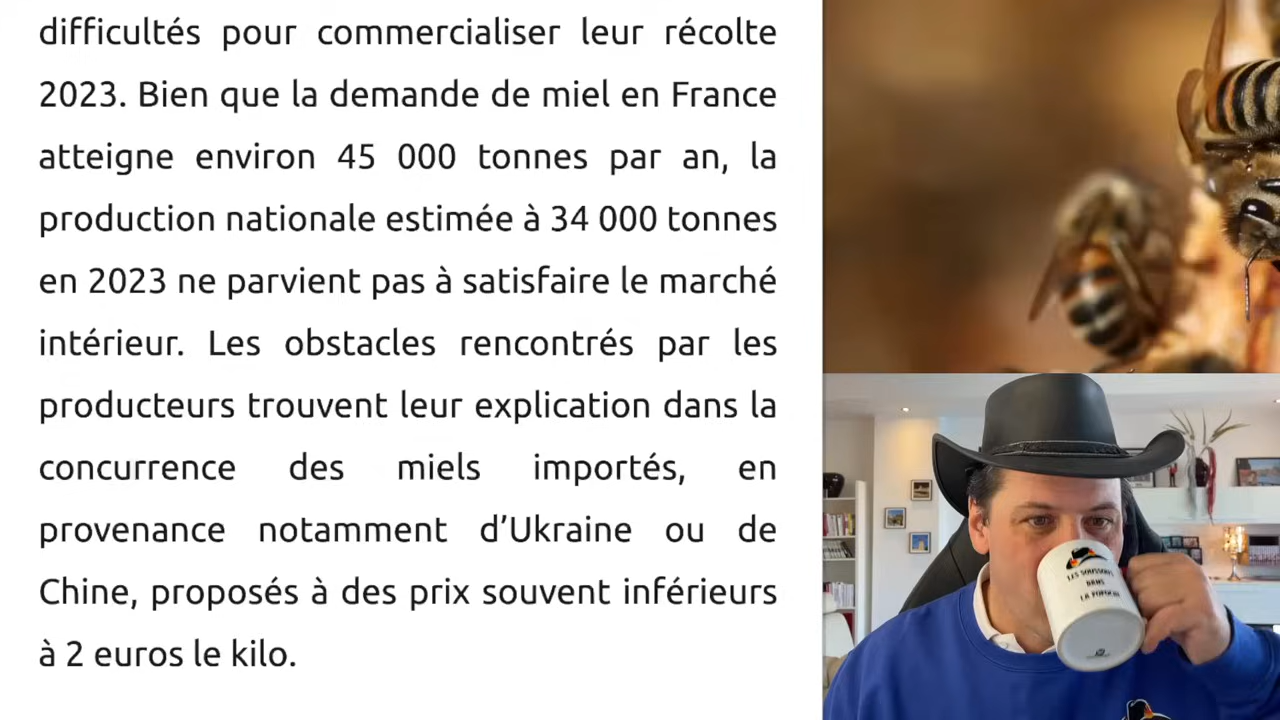 difficultés pour commercialiser leur récolte
2023. Bien que la demande de miel en France
atteigne environ 45 000 tonnes par an, la
production nationale estimée à 34 000 tonnes
en 2023 ne parvient pas à satisfaire le marché
intérieur. Les obstacles rencontrés par les
producteurs trouvent leur explication dans la
concurrence des miels importés, en
provenance notamment d’Ukraine ou de
Chine, proposés à des prix souvent inférieurs
à 2 euros le kilo.
LES
DANS
LA